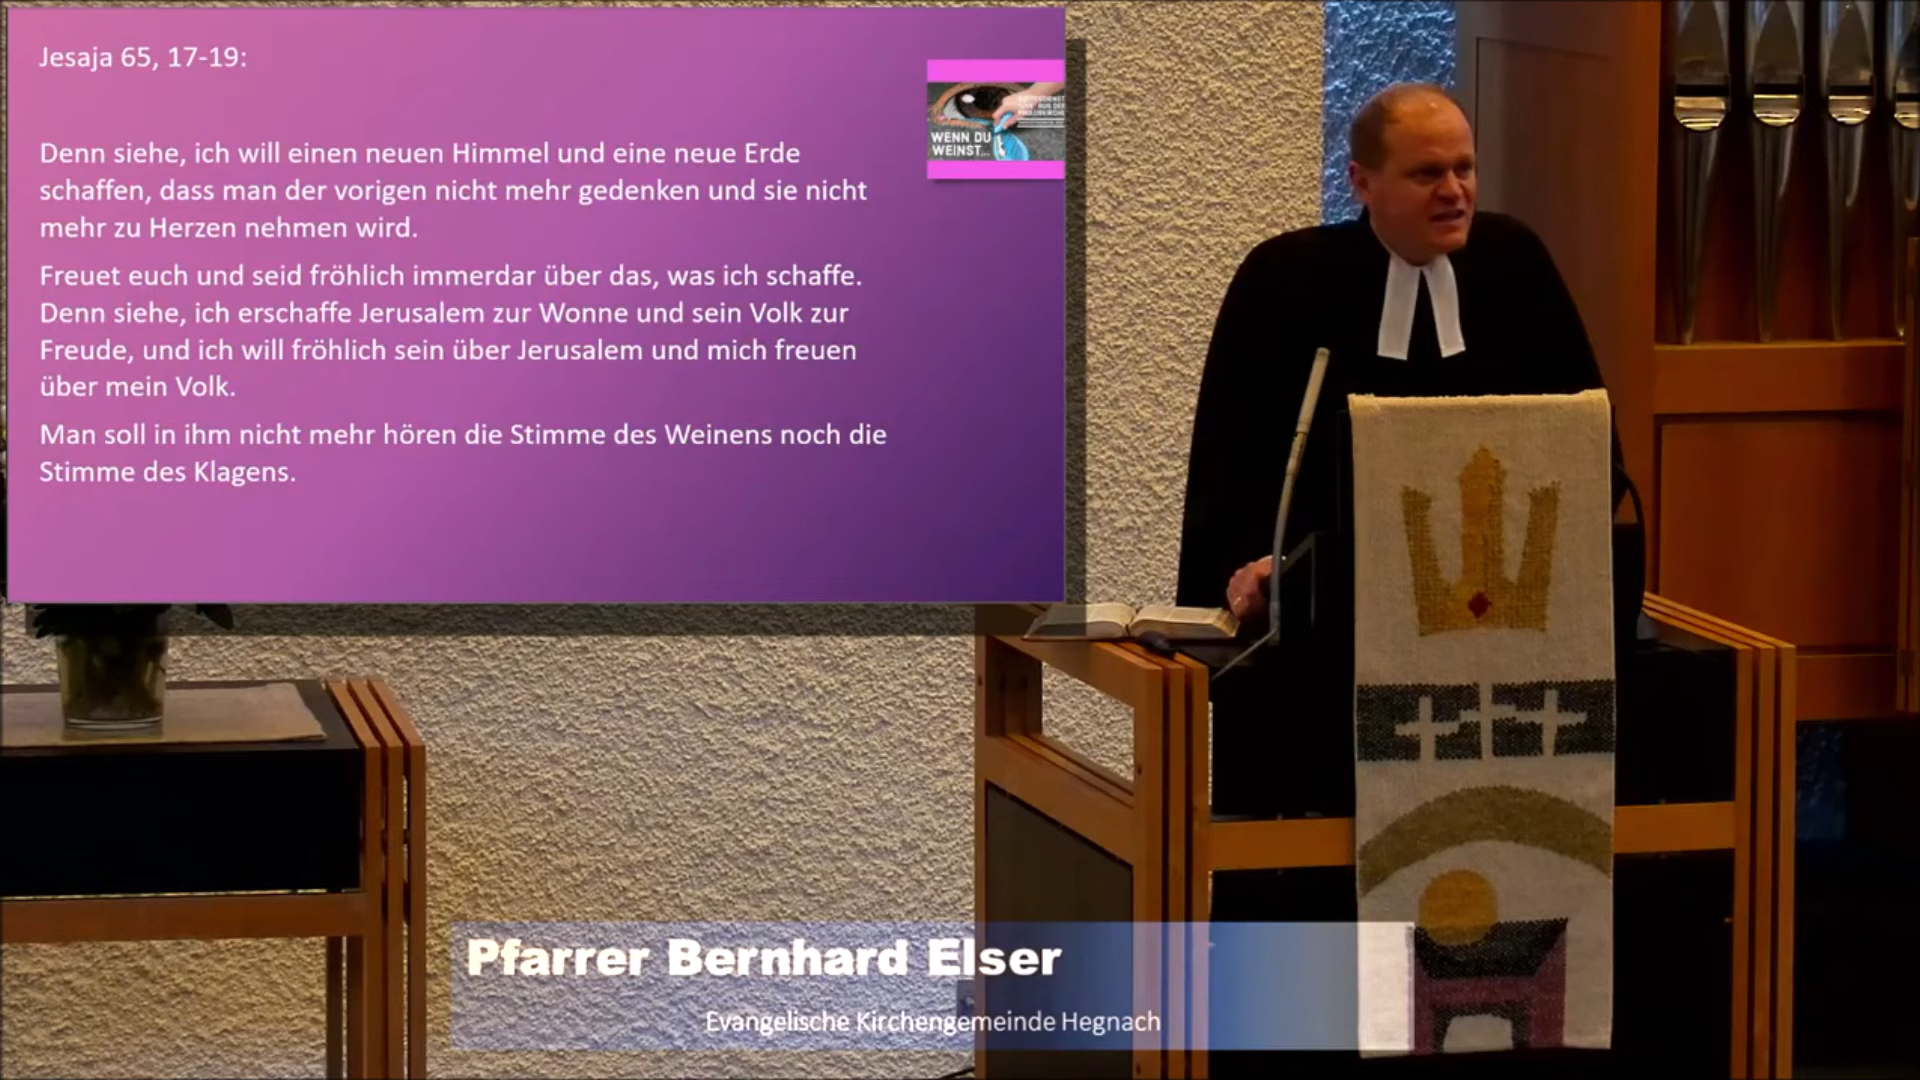 Jesaja 65, 17-19:
Denn siehe, ich will einen neuen Himmel und eine neue Erde
schaffen, dass man der vorigen nicht mehr gedenken und sie nicht
mehr zu Herzen nehmen wird.
Freuet euch und seid fröhlich immerdar über das, was ich schaffe.
Denn siehe, ich erschaffe Jerusalem zur Wonne und sein Volk zur
Freude, und ich will fröhlich sein über Jerusalem und mich freuen
über mein Volk.
Man soll in ihm nicht mehr hören die Stimme des Weinens noch die
Stimme des Klagens.
WENN DU
WEINST...
Pfarrer Bernhard Elser
Evangelische Kirchengemeinde Hegnach